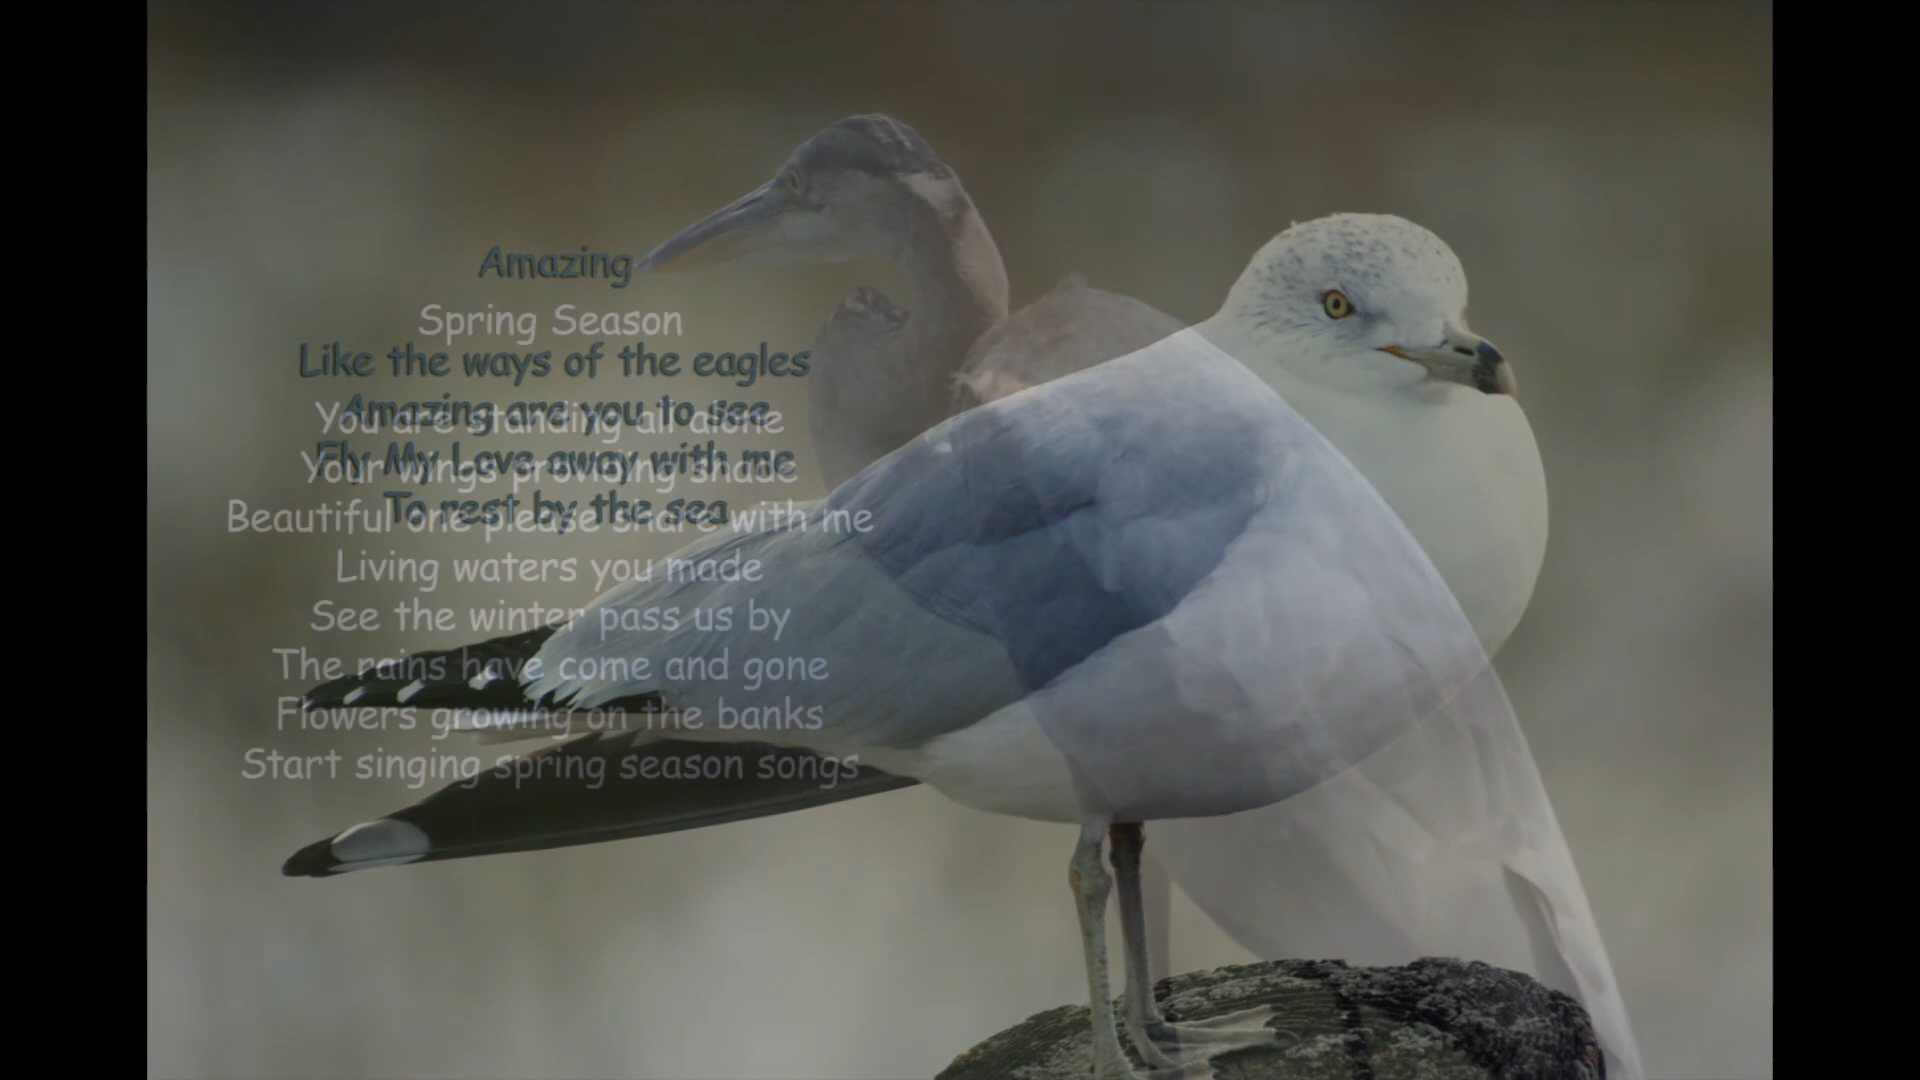 Amazing
Spring Season
Like the ways of the eagles
Amazing are you to see
You are standing all alone
Fly My Love away with me
Your wings providing shade
To rest by the sea
Beautiful one please share with me
Living waters you made
See the winter pass us by
The rains have come and gone
Flowers growing on the banks
Start singing spring season songs